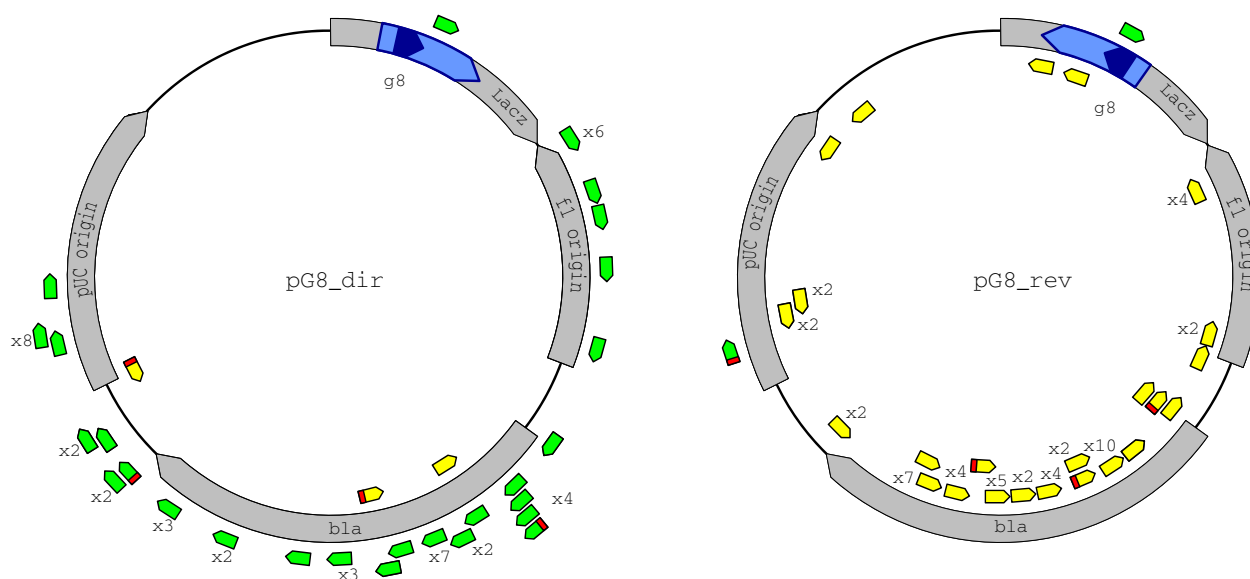 g8
Lacz
x6
f1 origin
pUC origin
pG8_dir
x8
x2
x2
x3
x2
x3
x7
x2
x4
bla
g8
Lacz
x4
f1 origin
pUC origin
pG8_rev
x2
x2
x2
x2
x7
x4
x5
x2
x4
x2
x10
bla